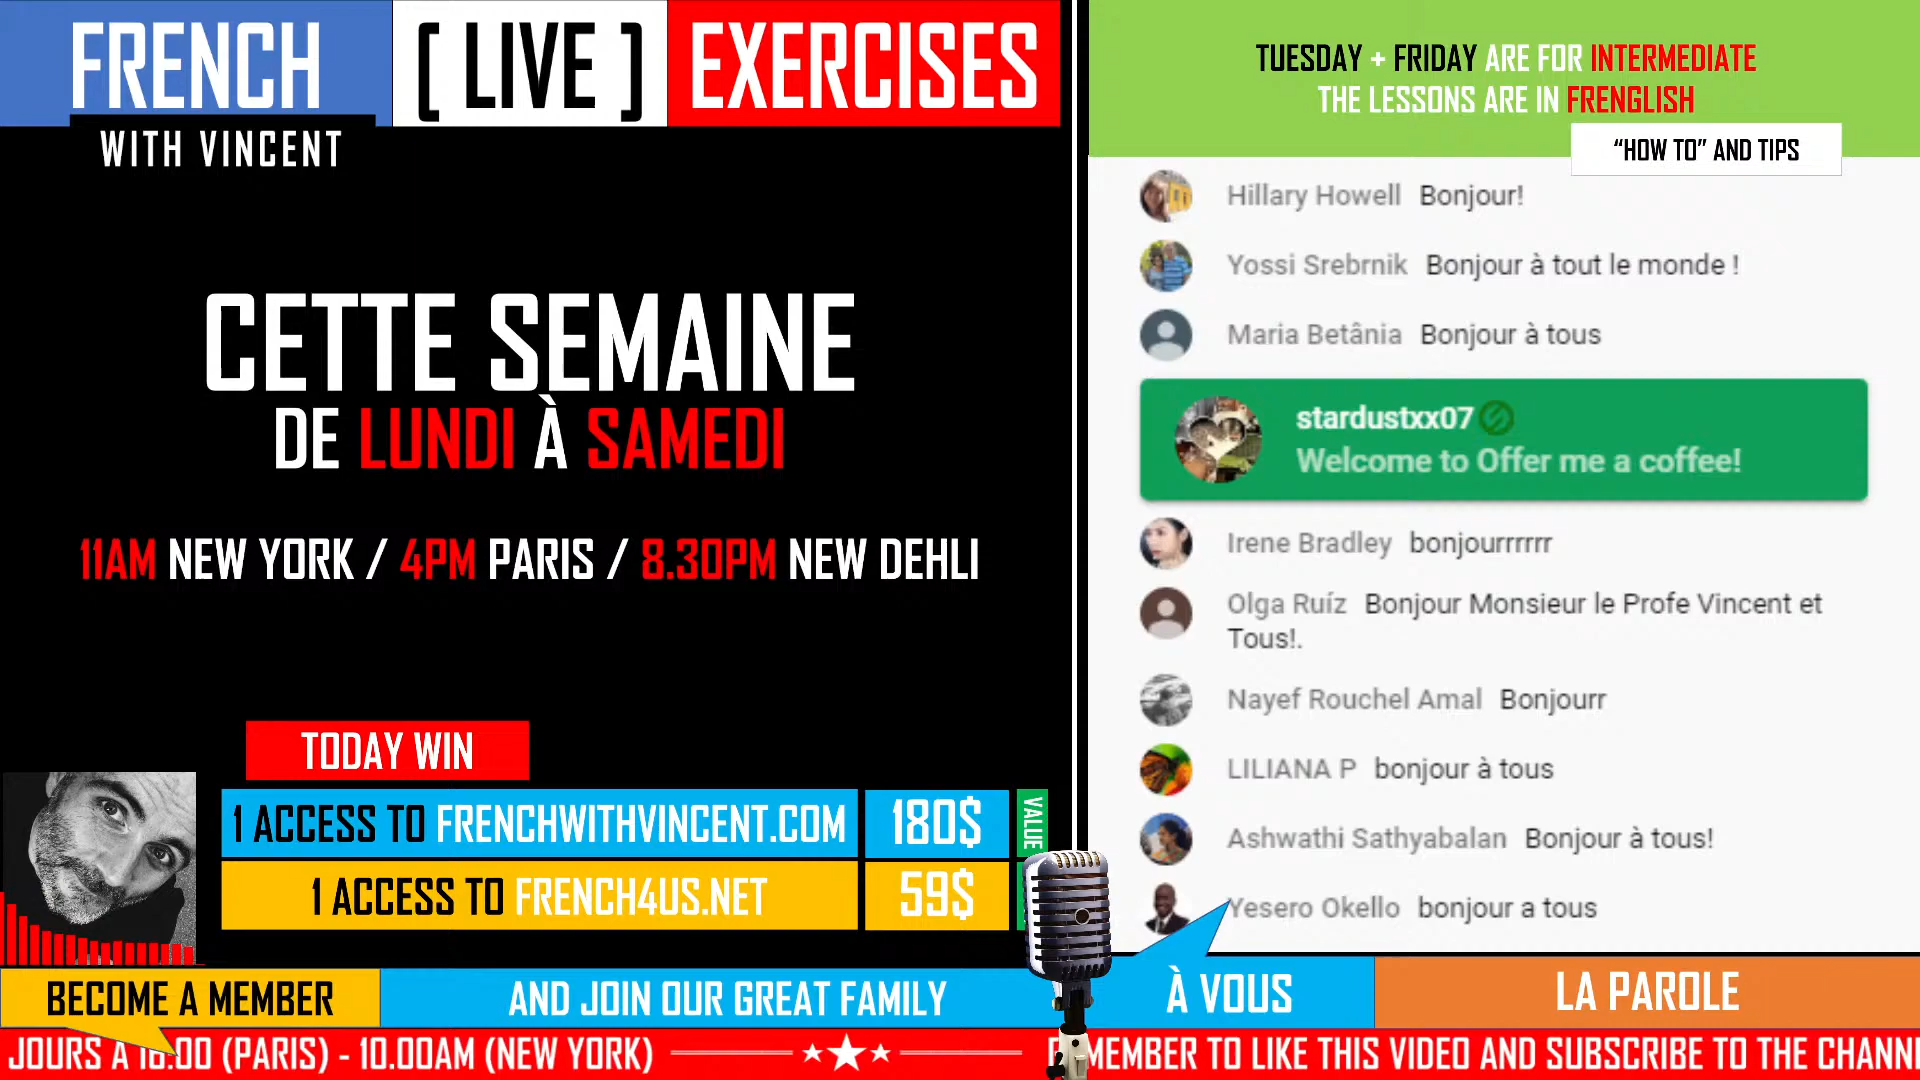 FRENCH [ LIVE ] EXERCISES
WITH VINCENT
CETTE SEMAINE
DE LUNDI À SAMEDI
11AM NEW YORK / 4PM PARIS / 8.30PM NEW DEHLI
TODAY WIN
1 ACCESS TO FRENCHWITHVINCENT.COM 180$
VALUE
1 ACCESS TO FRENCH4US.NET 59$
BECOME A MEMBER AND JOIN OUR GREAT FAMILY
TUESDAY + FRIDAY ARE FOR INTERMEDIATE
THE LESSONS ARE IN FRENGLISH
“HOW TO” AND TIPS
Hillary Howell Bonjour!
Yossi Srebrnik Bonjour à tout le monde !
Maria Betânia Bonjour à tous
stardustxx07
Welcome to Offer me a coffee!
Irene Bradley bonjourrrrrr
Olga Ruíz Bonjour Monsieur le Profe Vincent et
Tous!.
Nayef Rouchel Amal Bonjourr
LILIANA P bonjour à tous
Ashwathi Sathyabalan Bonjour à tous!
Yesero Okello bonjour a tous
À VOUS LA PAROLE
JOURS A (PARIS) - 10.00AM (NEW YORK) MEMBER TO LIKE THIS VIDEO AND SUBSCRIBE TO THE CHANN